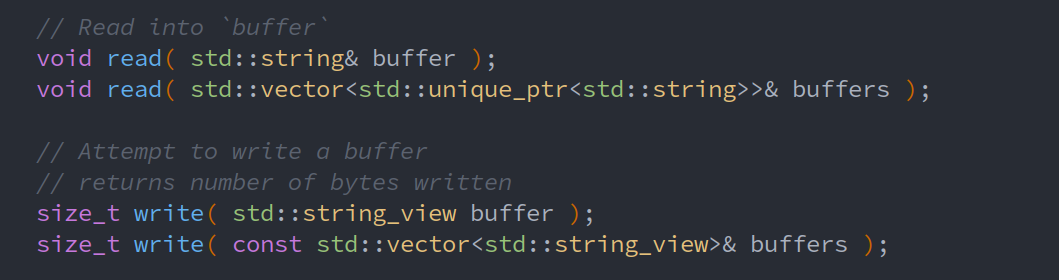 // Read into `buffer`
void read( std::string& buffer );
void read( std::vector<std::unique_ptr<std::string>>& buffers );
// Attempt to write a buffer
// returns number of bytes written
size_t write( std::string_view buffer );
size_t write( const std::vector<std::string_view>& buffers );